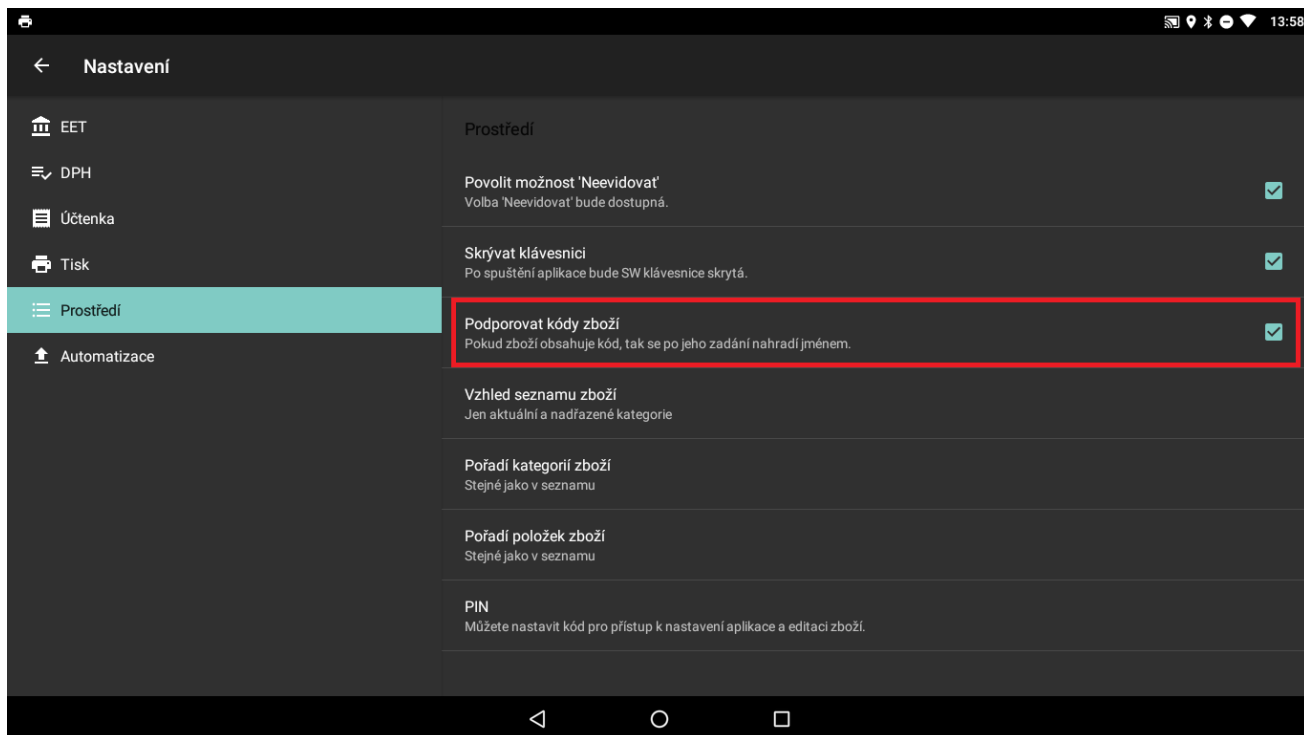 13:58
Nastavení
EET
DPH
Účtenka
Tisk
Prostředí
Automatizace
Prostředí
Povolit možnost 'Neevidovat'
Volba 'Neevidovat' bude dostupná.
Skrývat klávesnici
Po spuštění aplikace bude SW klávesnice skrytá.
Podporovat kódy zboží
Pokud zboží obsahuje kód, tak se po jeho zadání nahradí jménem.
Vzhled seznamu zboží
Jen aktuální a nadřazené kategorie
Pořadí kategorií zboží
Stejné jako v seznamu
Pořadí položek zboží
Stejné jako v seznamu
PIN
Můžete nastavit kód pro přístup k nastavení aplikace a editaci zboží.